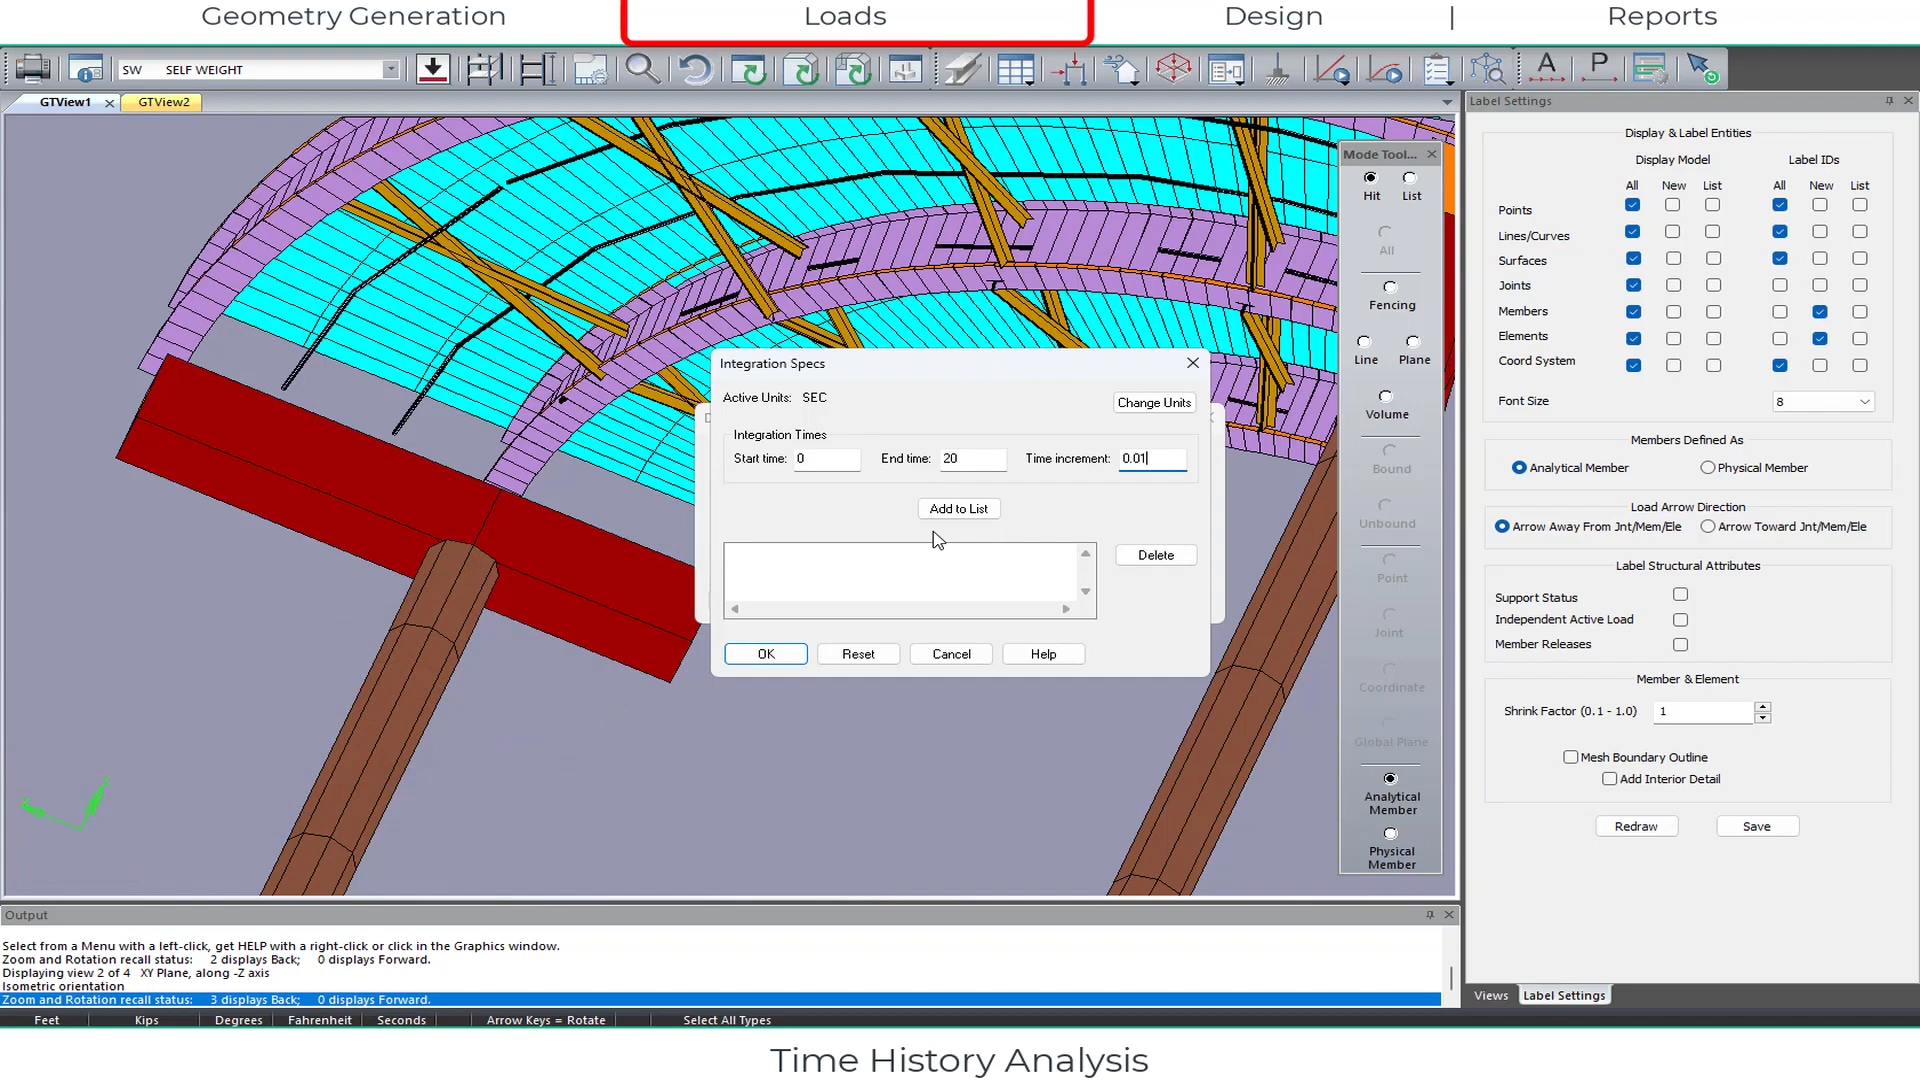 Geometry Generation
Loads
Design
|
Reports
SW SELF WEIGHT
A P
GTView1
GTView2
Mode Tool...
Hit List
All
Fencing
Line Plane
Volume
Bound
Unbound
Point
Joint
Coordinate
Global Plane
Analytical
Member
Physical
Member
Integration Specs
Active Units: SEC
Change Units
Integration Times
Start time: 0 End time: 20 Time increment: 0.01
Add to List
Delete
OK Reset Cancel Help
Label Settings
Display & Label Entities
Display Model Label IDs
All New List All New List
Points
Lines/Curves
Surfaces
Joints
Members
Elements
Coord System
Font Size 8
Members Defined As
Analytical Member Physical Member
Load Arrow Direction
Arrow Away From Jnt/Mem/Ele Arrow Toward Jnt/Mem/Ele
Label Structural Attributes
Support Status
Independent Active Load
Member Releases
Member & Element
Shrink Factor (0.1 - 1.0) 1
Mesh Boundary Outline
Add Interior Detail
Redraw Save
Views Label Settings
Output
Select from a Menu with a left-click, get HELP with a right-click or click in the Graphics window.
Zoom and Rotation recall status: 2 displays Back; 0 displays Forward.
Displaying view 2 of 4 XY Plane, along -Z axis
Isometric orientation
Zoom and Rotation recall status: 3 displays Back; 0 displays Forward.
Feet Kips Degrees Fahrenheit Seconds Arrow Keys = Rotate Select All Types
Time History Analysis